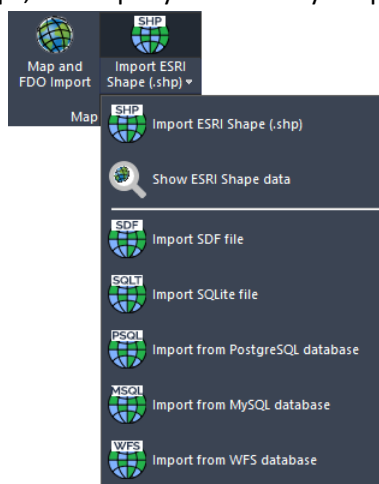 Map and
FDO Import
SHP
Import ESRI
Shape (.shp)
Map
SHP
Import ESRI Shape (.shp)
Show ESRI Shape data
SDF
Import SDF file
SQLT
Import SQLite file
PSQL
Import from PostgreSQL database
MSQL
Import from MySQL database
WFS
Import from WFS database